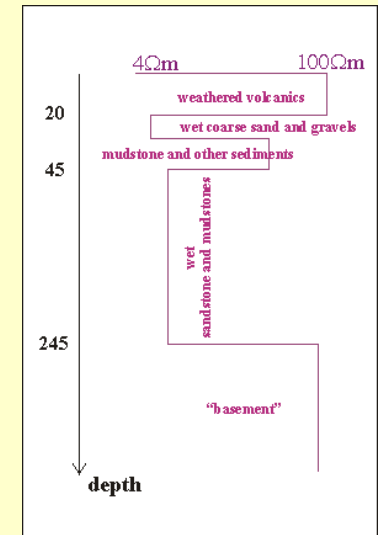 4Ωm 100Ωm
weathered volcanics
20
wet coarse sand and gravels
mudstone and other sediments
45
wet
sandstone and mudstones
245
“basement”
depth